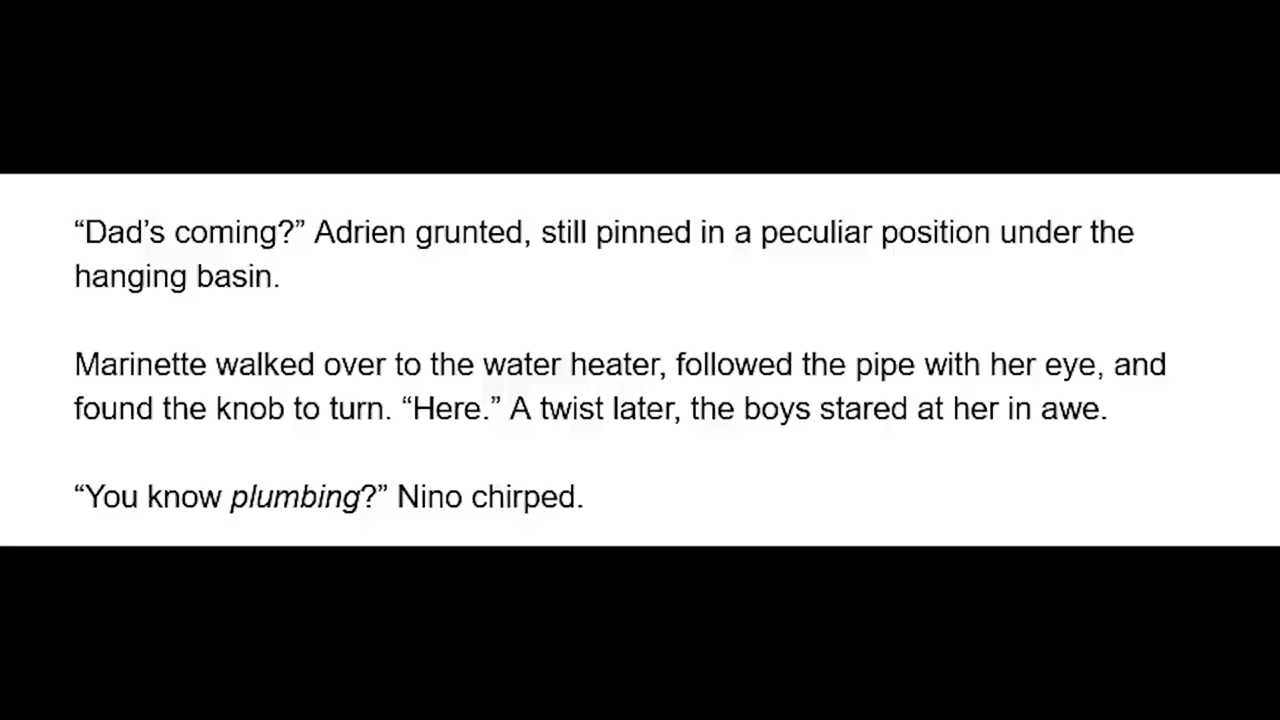 “Dad’s coming?” Adrien grunted, still pinned in a peculiar position under the
hanging basin.
Marinette walked over to the water heater, followed the pipe with her eye, and
found the knob to turn. “Here.” A twist later, the boys stared at her in awe.
“You know plumbing?” Nino chirped.